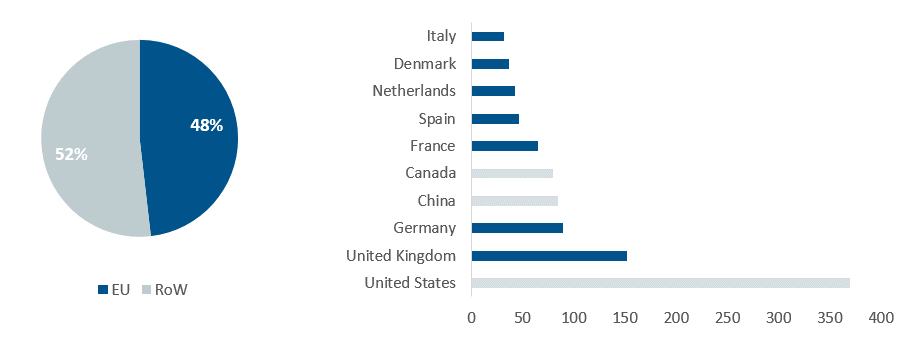 48%
52%
EU RoW
Italy
Denmark
Netherlands
Spain
France
Canada
China
Germany
United Kingdom
United States
0 50 100 150 200 250 300 350 400